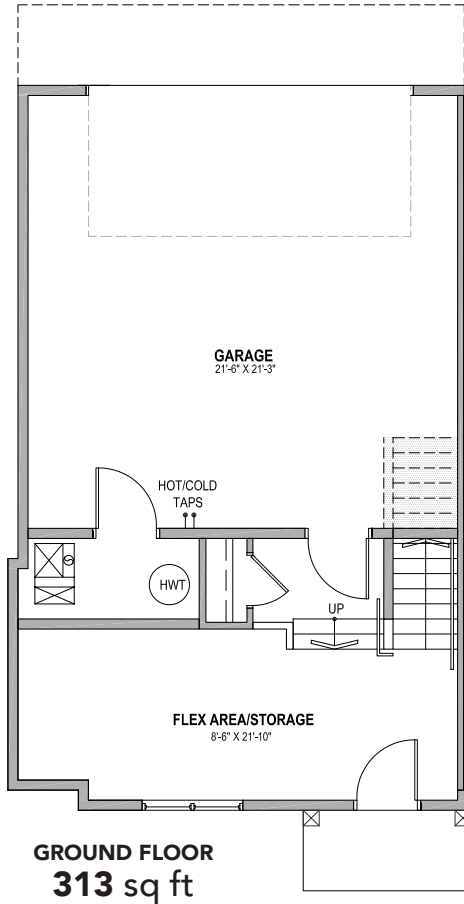 GARAGE
21'-6" X 21'-3"
HOT/COLD
TAPS
HWT
UP
FLEX AREA/STORAGE
8'-6" X 21'-10"
GROUND FLOOR
313 sq ft